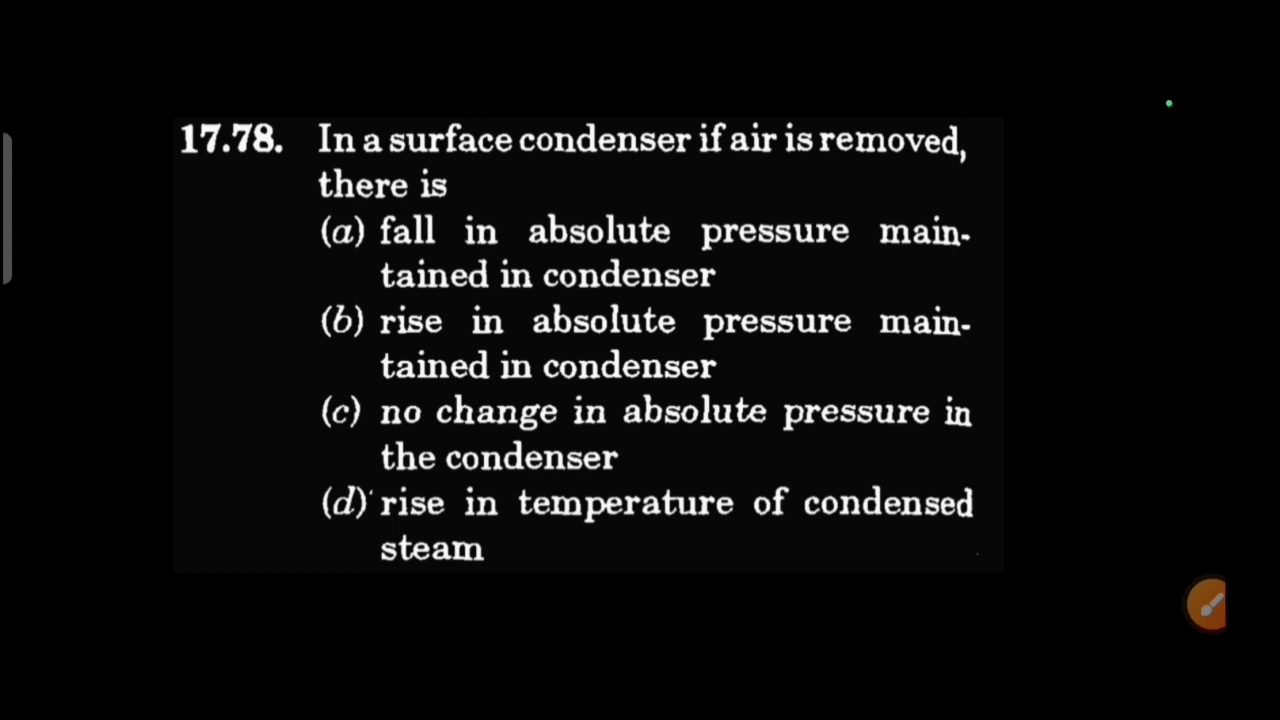 17.78. In a surface condenser if air is removed,
there is
(a) fall in absolute pressure main-
tained in condenser
(b) rise in absolute pressure main-
tained in condenser
(c) no change in absolute pressure in
the condenser
(d) rise in temperature of condensed
steam